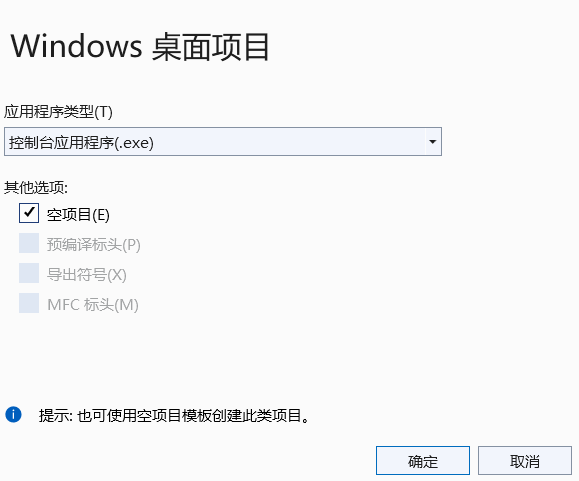 Windows 桌面项目
应用程序类型(T)
控制台应用程序(.exe)
其他选项:
空项目(E)
预编译标头(P)
导出符号(X)
MFC 标头(M)
提示: 也可使用空项目模板创建此类项目。
确定 取消